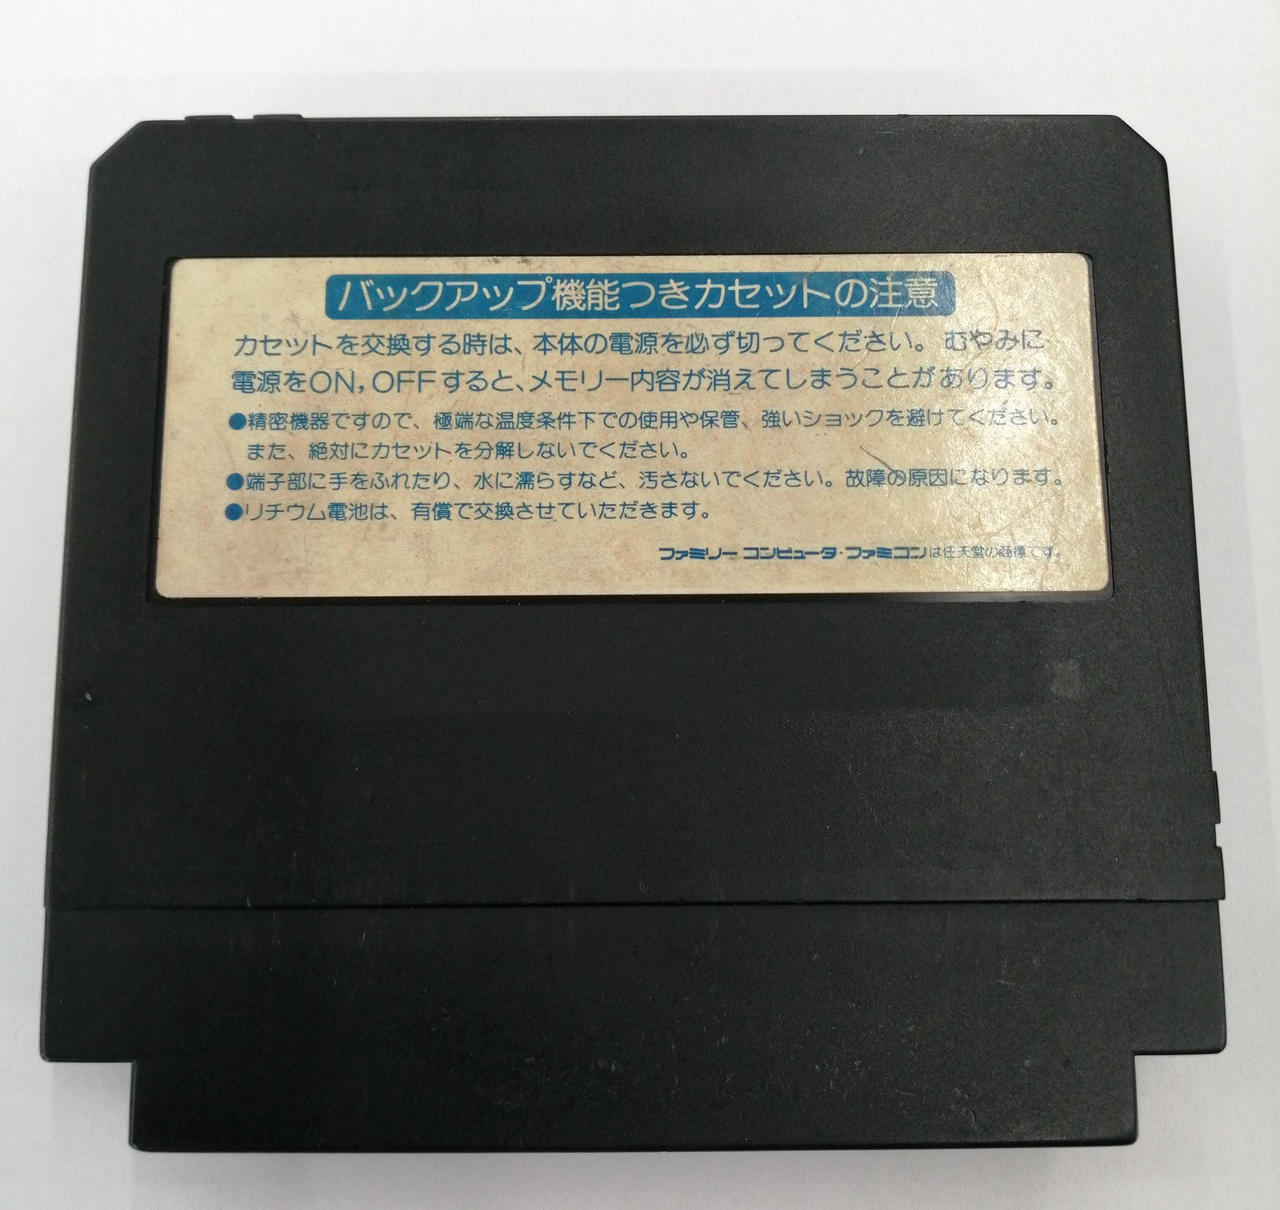 バックアップ機能つきカセットの注意
カセットを交換する時は、本体の電源を必ず切ってください。むやみに
電源をON,OFFすると、メモリー内容が消えてしまうことがあります。
●精密機器ですので、極端な温度条件下での使用や保管、強いショックを避けてください。
また、絶対にカセットを分解しないでください。
●端子部に手をふれたり、水に濡らすなど、汚さないでください。故障の原因になります。
●リチウム電池は、有償で交換させていただきます。
ファミリーコンピュータ・ファミコンは任天堂の商標です。